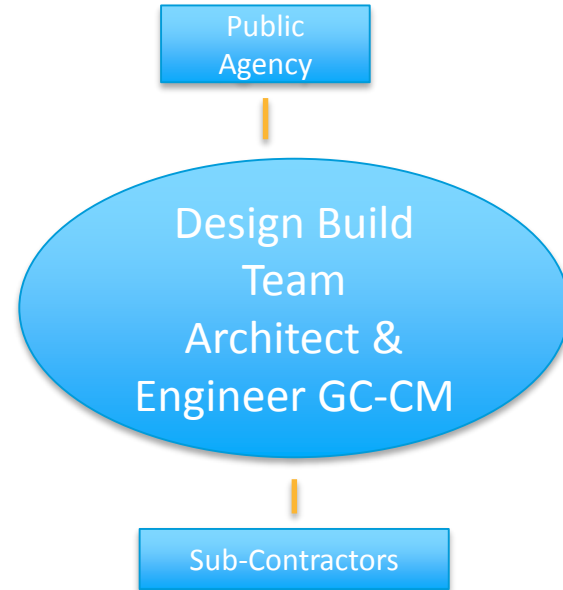 Public
Agency
Design Build
Team
Architect &
Engineer GC-CM
Sub-Contractors